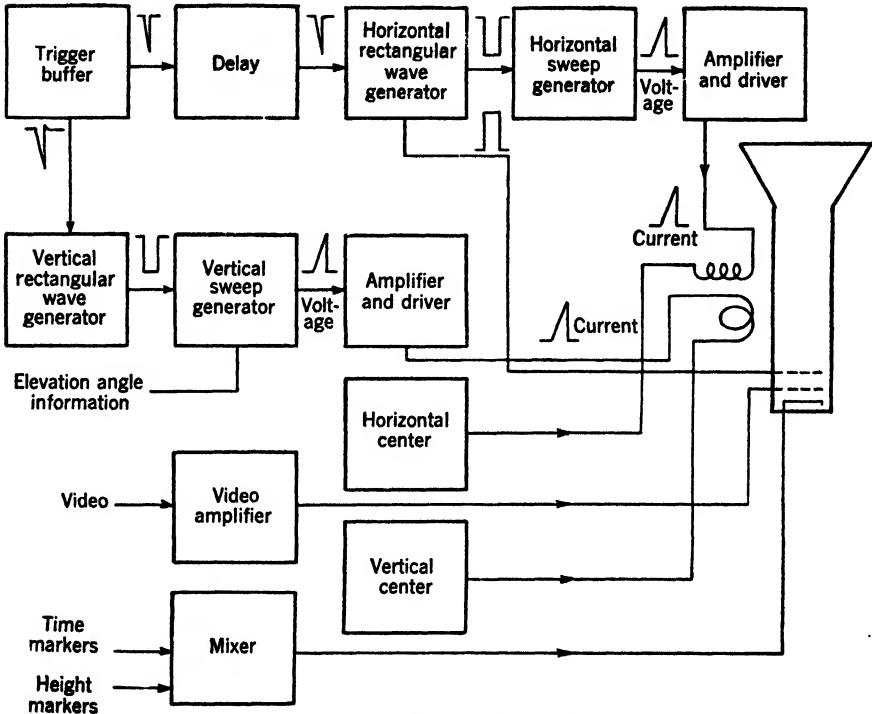 Trigger
buffer
Delay
Horizontal
rectangular
wave
generator
Horizontal
sweep
generator
Volt-
age
Amplifier
and driver
Current
Vertical
rectangular
wave
generator
Vertical
sweep
generator
Volt-
age
Amplifier
and driver
Current
Elevation angle
information
Horizontal
center
Video
Video
amplifier
Vertical
center
Time
markers
Mixer
Height
markers